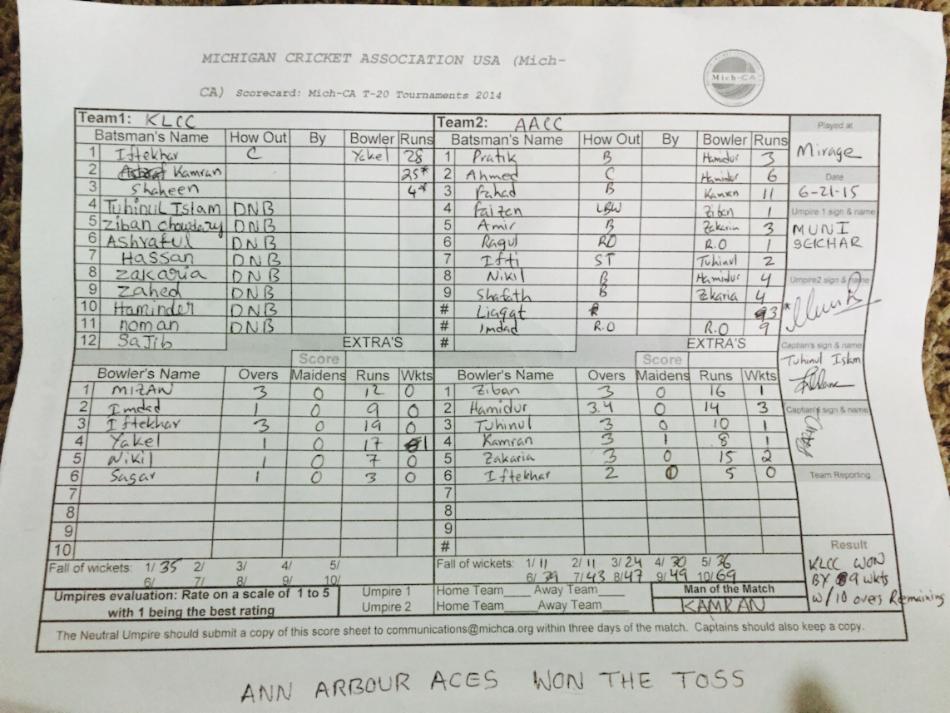 MICHIGAN CRICKET ASSOCIATION USA (Mich-
CA) Scorecard: Mich-CA T-20 Tournaments 2014
Mich-CA
Team1: KLCC Team2: AACC Played at
Batsman's Name How Out By Bowler Runs Batsman's Name How Out By Bowler Runs Mirage
1 Iftekhar C Yakel 28 1 Pratik B Hamidur 3
2 Kamran 25* 2 Ahmed C Hamidur 6 Date
3 Shaheen 4* 3 Fahad B Kamran 11 6-21-15
4 Tuhinul Islam DNB 4 Faizen LBW Ziban 1 Umpire 1 sign & name
5 Ziban Chowdary DNB 5 Amir B Zakaria 3 MUNI
6 Ashraful DNB 6 Ragul RO R.O 1 SEKHAR
7 Hassan DNB 7 Ifti ST Tuhinul 2
8 Zakaria DNB 8 Nikil B Hamidur 4 Umpire2 sign & name
9 Zahed DNB 9 Shafath B Zkaria 4
10 Haminder DNB # Liagat 3*
11 noman DNB # Imdad R.O R.O 9
12 Sajib EXTRA'S # EXTRA'S Captain's sign & name
Score Score Tuhinul Islam
Bowler's Name Overs Maidens Runs Wkts Bowler's Name Overs Maidens Runs Wkts
1 MIZAN 3 0 12 0 1 Ziban 3 0 16 1
2 Imdad 1 0 9 0 2 Hamidur 3.4 0 14 3 Captain's sign & name
3 Iftekhar 3 0 19 0 3 Tuhinul 3 0 10 1
4 Yakel 1 0 17 1 4 Kamran 3 1 8 1
5 Nikil 1 0 7 0 5 Zakaria 3 0 15 2
6 Sagar 1 0 3 0 6 Iftekhar 2 0 5 0 Team Reporting
7 7
8 8
9 9
10 # Result
Fall of wickets: 1/ 35 2/ 3/ 4/ 5/ Fall of wickets: 1/ 11 2/ 11 3/ 24 4/ 30 5/ 36 KLCC WON
6/ 7/ 8/ 9/ 10/ 6/ 39 7/ 43 8/ 47 9/ 49 10/ 69 BY 9 wkts
Umpires evaluation: Rate on a scale of 1 to 5 Umpire 1 Home Team____ Away Team____ Man of the Match w/ 10 overs Remaining
with 1 being the best rating Umpire 2 Home Team____ Away Team____ KAMRAN
The Neutral Umpire should submit a copy of this score sheet to communications@michca.org within three days of the match. Captains should also keep a copy.
ANN ARBOUR ACES WON THE TOSS